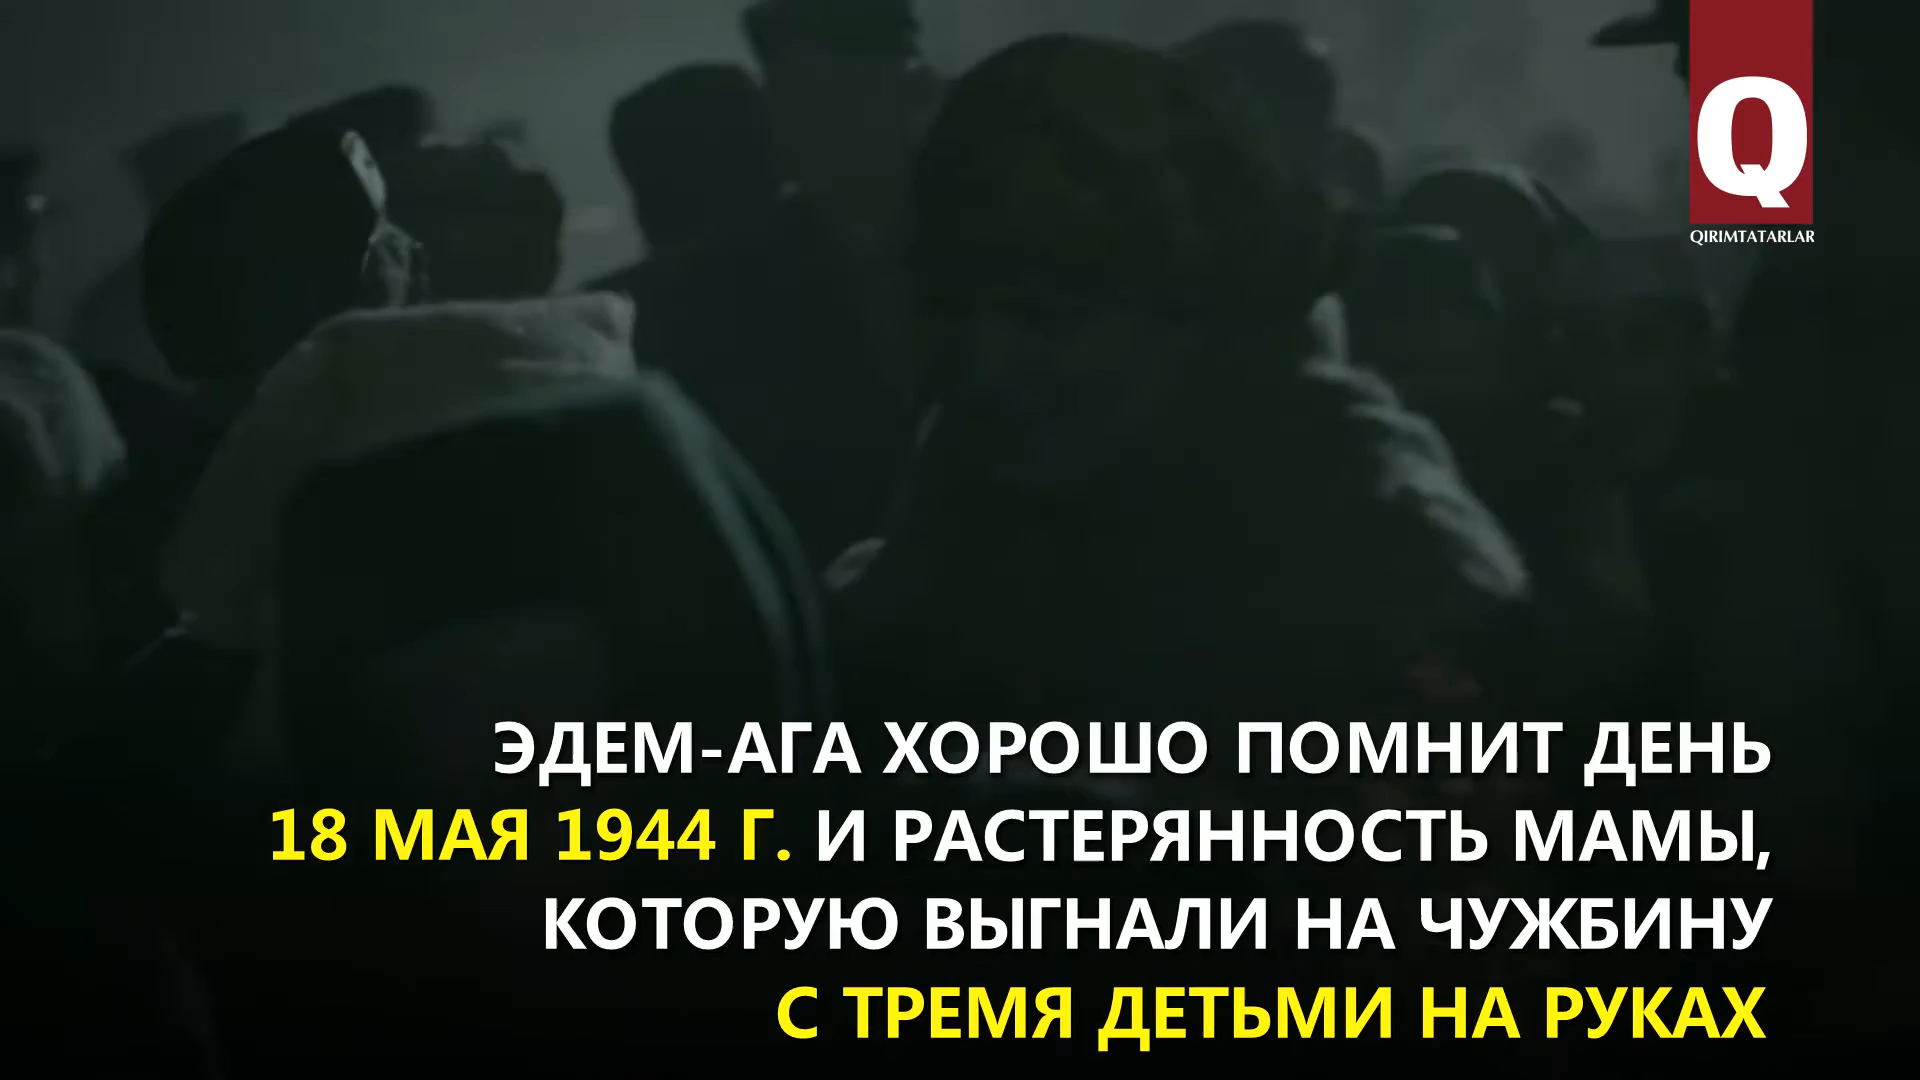 Q
QIRIMTATARLAR
ЭДЕМ-АГА ХОРОШО ПОМНИТ ДЕНЬ
18 МАЯ 1944 Г. И РАСТЕРЯННОСТЬ МАМЫ,
КОТОРУЮ ВЫГНАЛИ НА ЧУЖБИНУ
С ТРЕМЯ ДЕТЬМИ НА РУКАХ